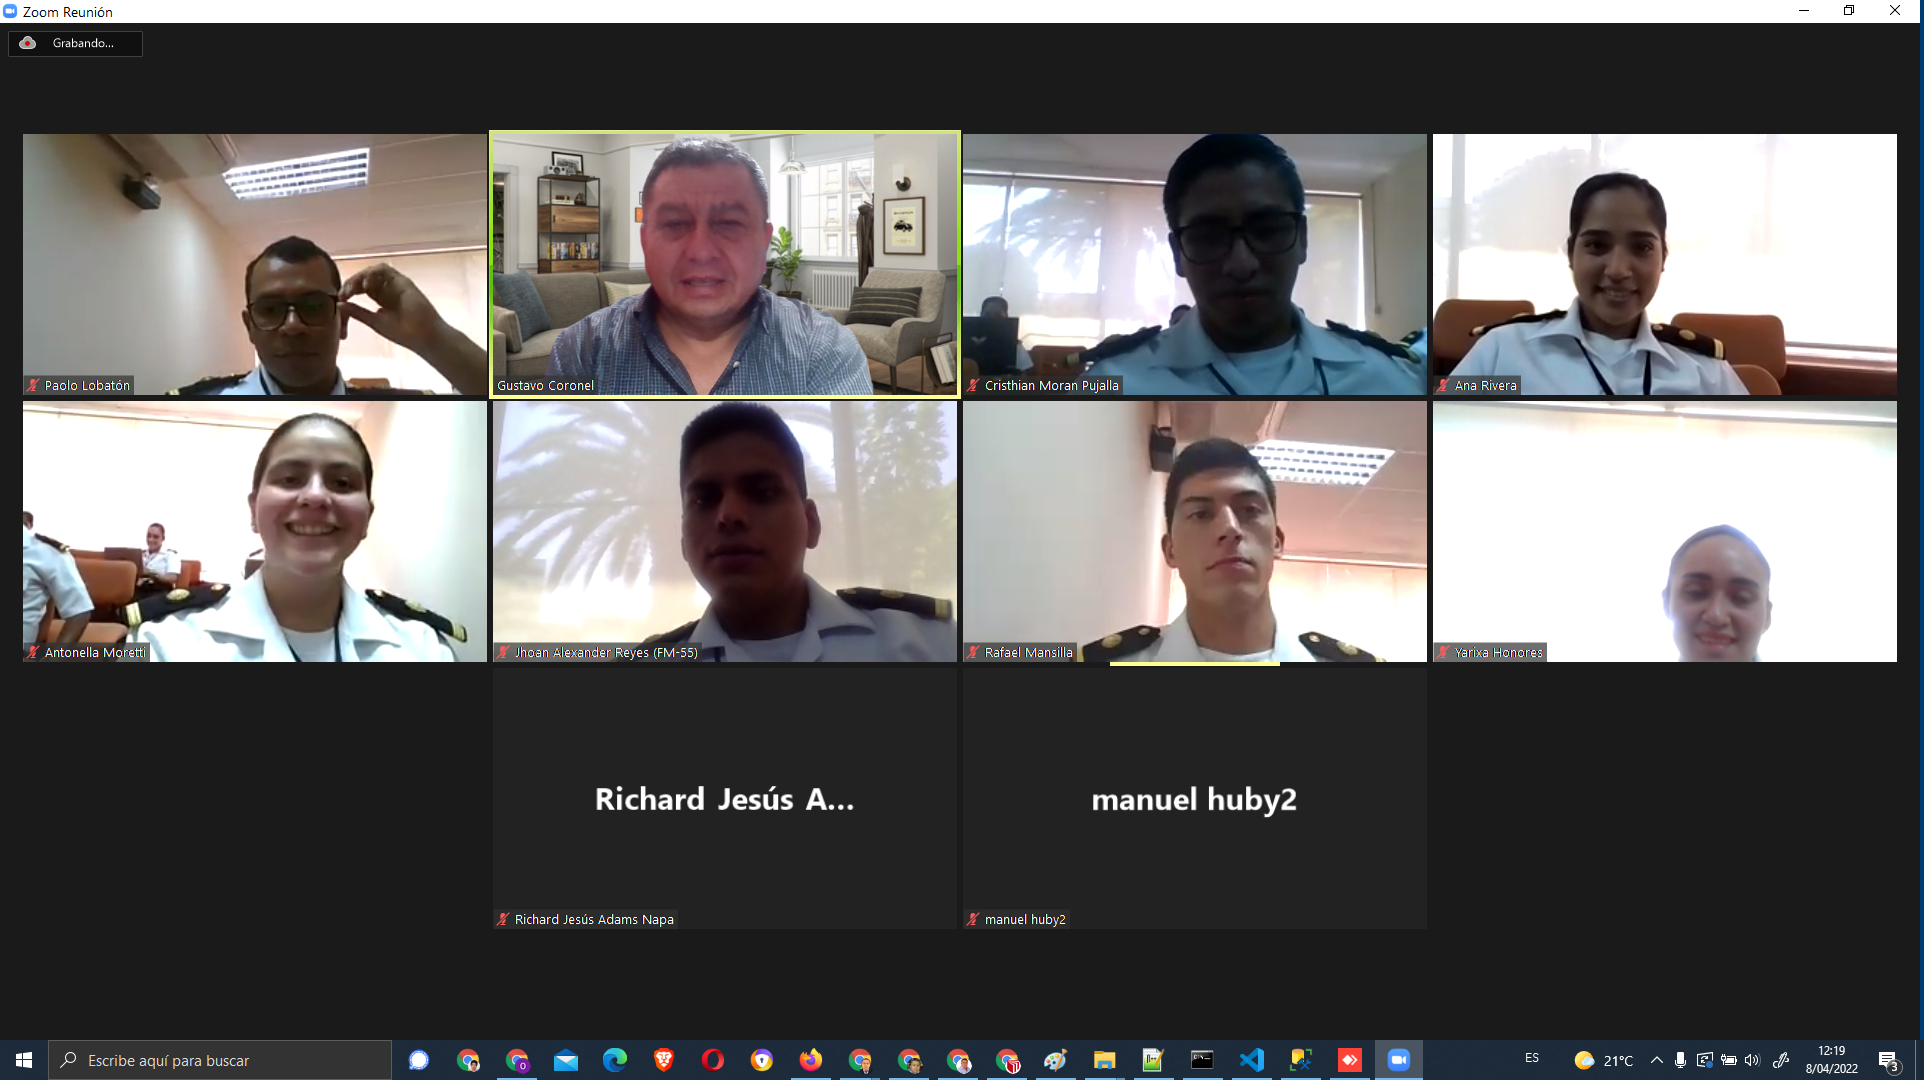 Zoom Reunión
Grabando...
Paolo Lobatón
Gustavo Coronel
Cristhian Moran Pujalla
Ana Rivera
Antonella Moretti
Jhoan Alexander Reyes (FM-55)
Rafael Mansilla
Yarixa Honores
Richard Jesús A...
manuel huby2
Richard Jesús Adams Napa
manuel huby2
Escribe aquí para buscar
ES
21°C
12:19
8/04/2022
3